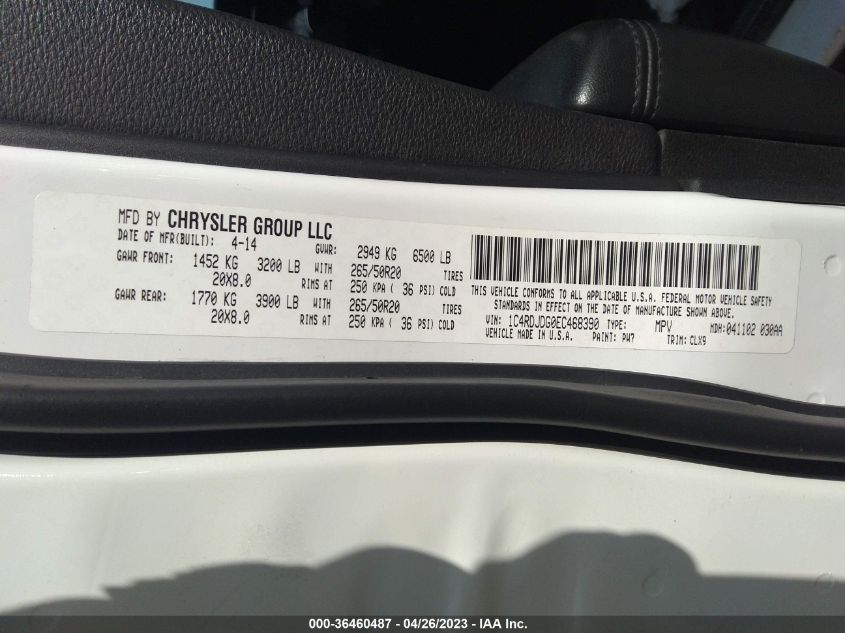 MFD BY CHRYSLER GROUP LLC
DATE OF MFR(BUILT): 4-14 GVWR: 2949 KG 6500 LB
GAWR FRONT: 1452 KG 3200 LB WITH 265/50R20 TIRES
20X8.0 RIMS AT 250 KPA ( 36 PSI) COLD
GAWR REAR: 1770 KG 3900 LB WITH 265/50R20 TIRES
20X8.0 RIMS AT 250 KPA ( 36 PSI) COLD
THIS VEHICLE CONFORMS TO ALL APPLICABLE U.S.A. FEDERAL MOTOR VEHICLE SAFETY
STANDARDS IN EFFECT ON THE DATE OF MANUFACTURE SHOWN ABOVE.
VIN: 1C4RDJDG0EC468390 TYPE: MPV MDH: 041102 030AA
VEHICLE MADE IN U.S.A. PAINT: PW7 TRIM: CLX9
000-36460487 - 04/26/2023 - IAA Inc.